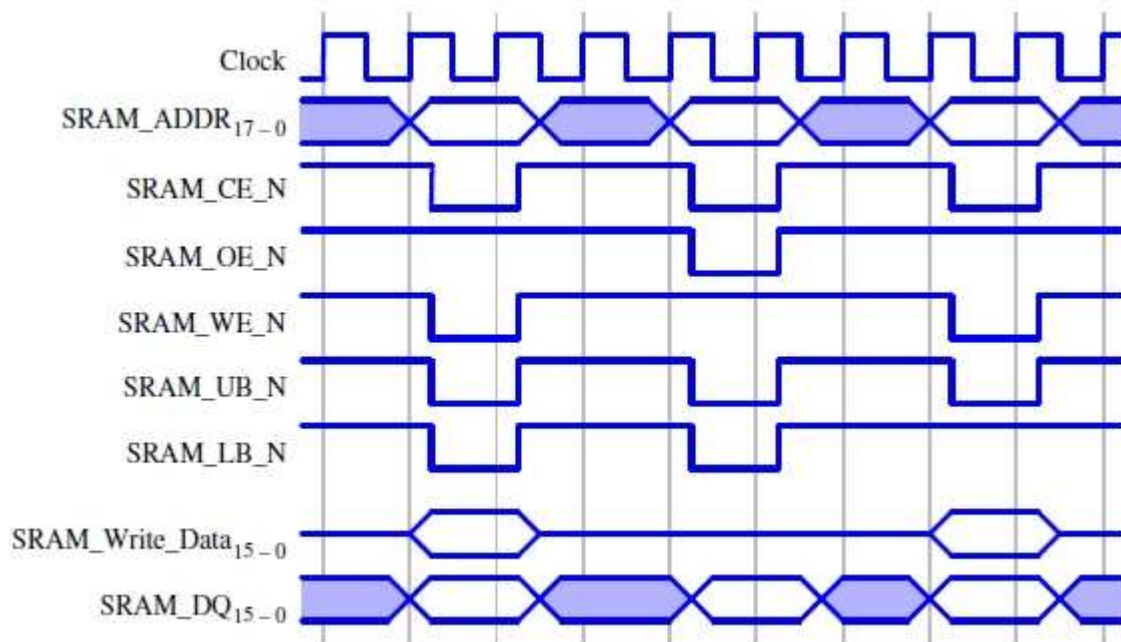 Clock
SRAM_ADDR17–0
SRAM_CE_N
SRAM_OE_N
SRAM_WE_N
SRAM_UB_N
SRAM_LB_N
SRAM_Write_Data15–0
SRAM_DQ15–0